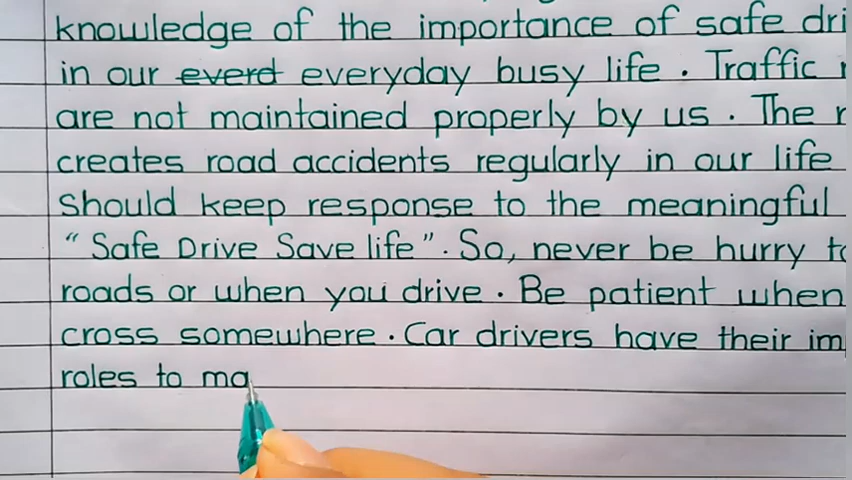 knowledge of the importance of safe dri
in our everd everyday busy life . Traffic
are not maintained properly by us . The
creates road accidents regularly in our life
should keep response to the meaningful
“ Safe Drive Save life ” . So, never be hurry to
roads or when you drive . Be patient when
cross somewhere . Car drivers have their im
roles to ma